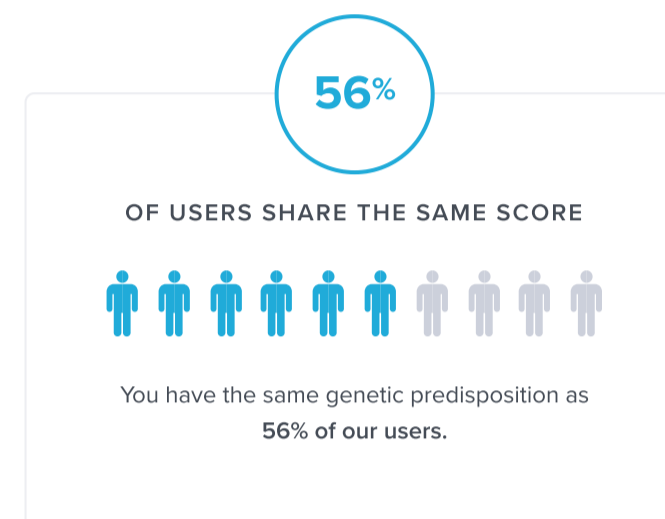 56%
OF USERS SHARE THE SAME SCORE
You have the same genetic predisposition as
56% of our users.